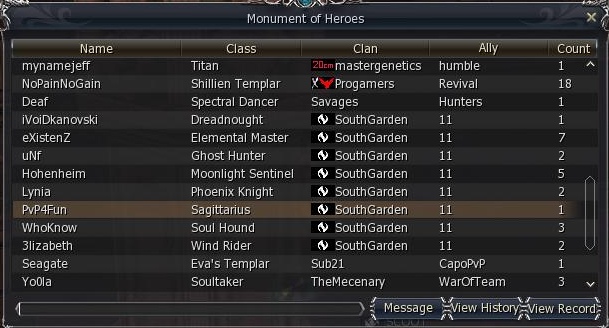 Monument of Heroes
Name Class Clan Ally Count
mynamejeff Titan 20cm mastergenetics humble 1
NoPainNoGain Shillien Templar Progamers Revival 18
Deaf Spectral Dancer Savages Hunters 1
iVoiDkanovski Dreadnought SouthGarden 11 1
eXistenZ Elemental Master SouthGarden 11 7
uNf Ghost Hunter SouthGarden 11 2
Hohenheim Moonlight Sentinel SouthGarden 11 5
Lynia Phoenix Knight SouthGarden 11 2
PvP4Fun Sagittarius SouthGarden 11 1
WhoKnow Soul Hound SouthGarden 11 3
3lizabeth Wind Rider SouthGarden 11 2
Seagate Eva's Templar Sub21 CapoPvP 1
Yo0la Soultaker TheMecenary WarOfTeam 3
Message View History View Record